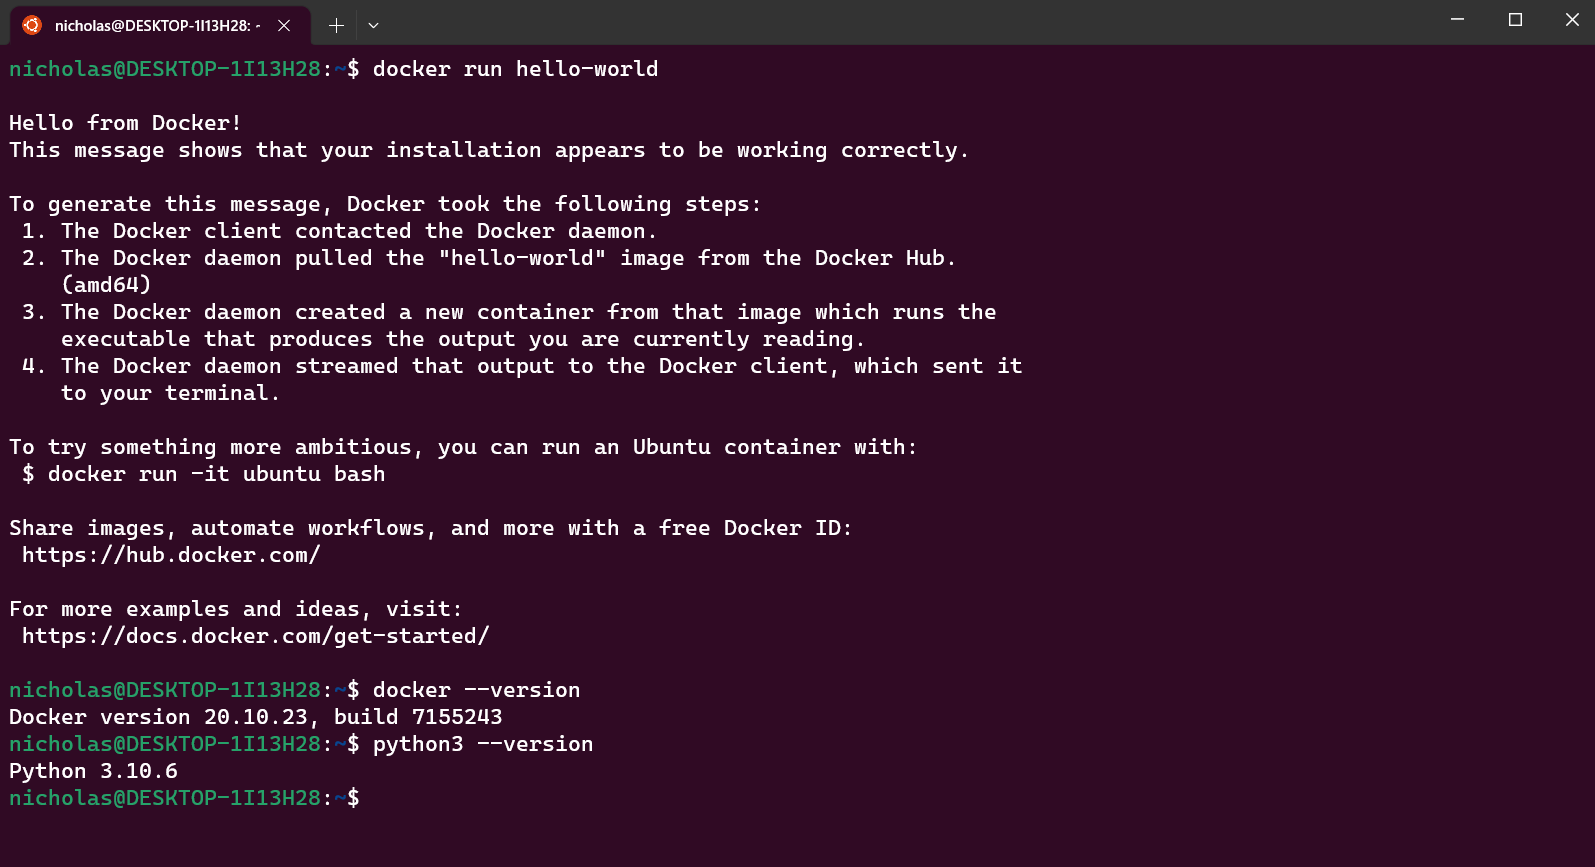 nicholas@DESKTOP-1I13H28: ~
nicholas@DESKTOP-1I13H28:~$ docker run hello-world
Hello from Docker!
This message shows that your installation appears to be working correctly.
To generate this message, Docker took the following steps:
1. The Docker client contacted the Docker daemon.
2. The Docker daemon pulled the "hello-world" image from the Docker Hub.
(amd64)
3. The Docker daemon created a new container from that image which runs the
executable that produces the output you are currently reading.
4. The Docker daemon streamed that output to the Docker client, which sent it
to your terminal.
To try something more ambitious, you can run an Ubuntu container with:
$ docker run -it ubuntu bash
Share images, automate workflows, and more with a free Docker ID:
https://hub.docker.com/
For more examples and ideas, visit:
https://docs.docker.com/get-started/
nicholas@DESKTOP-1I13H28:~$ docker --version
Docker version 20.10.23, build 7155243
nicholas@DESKTOP-1I13H28:~$ python3 --version
Python 3.10.6
nicholas@DESKTOP-1I13H28:~$